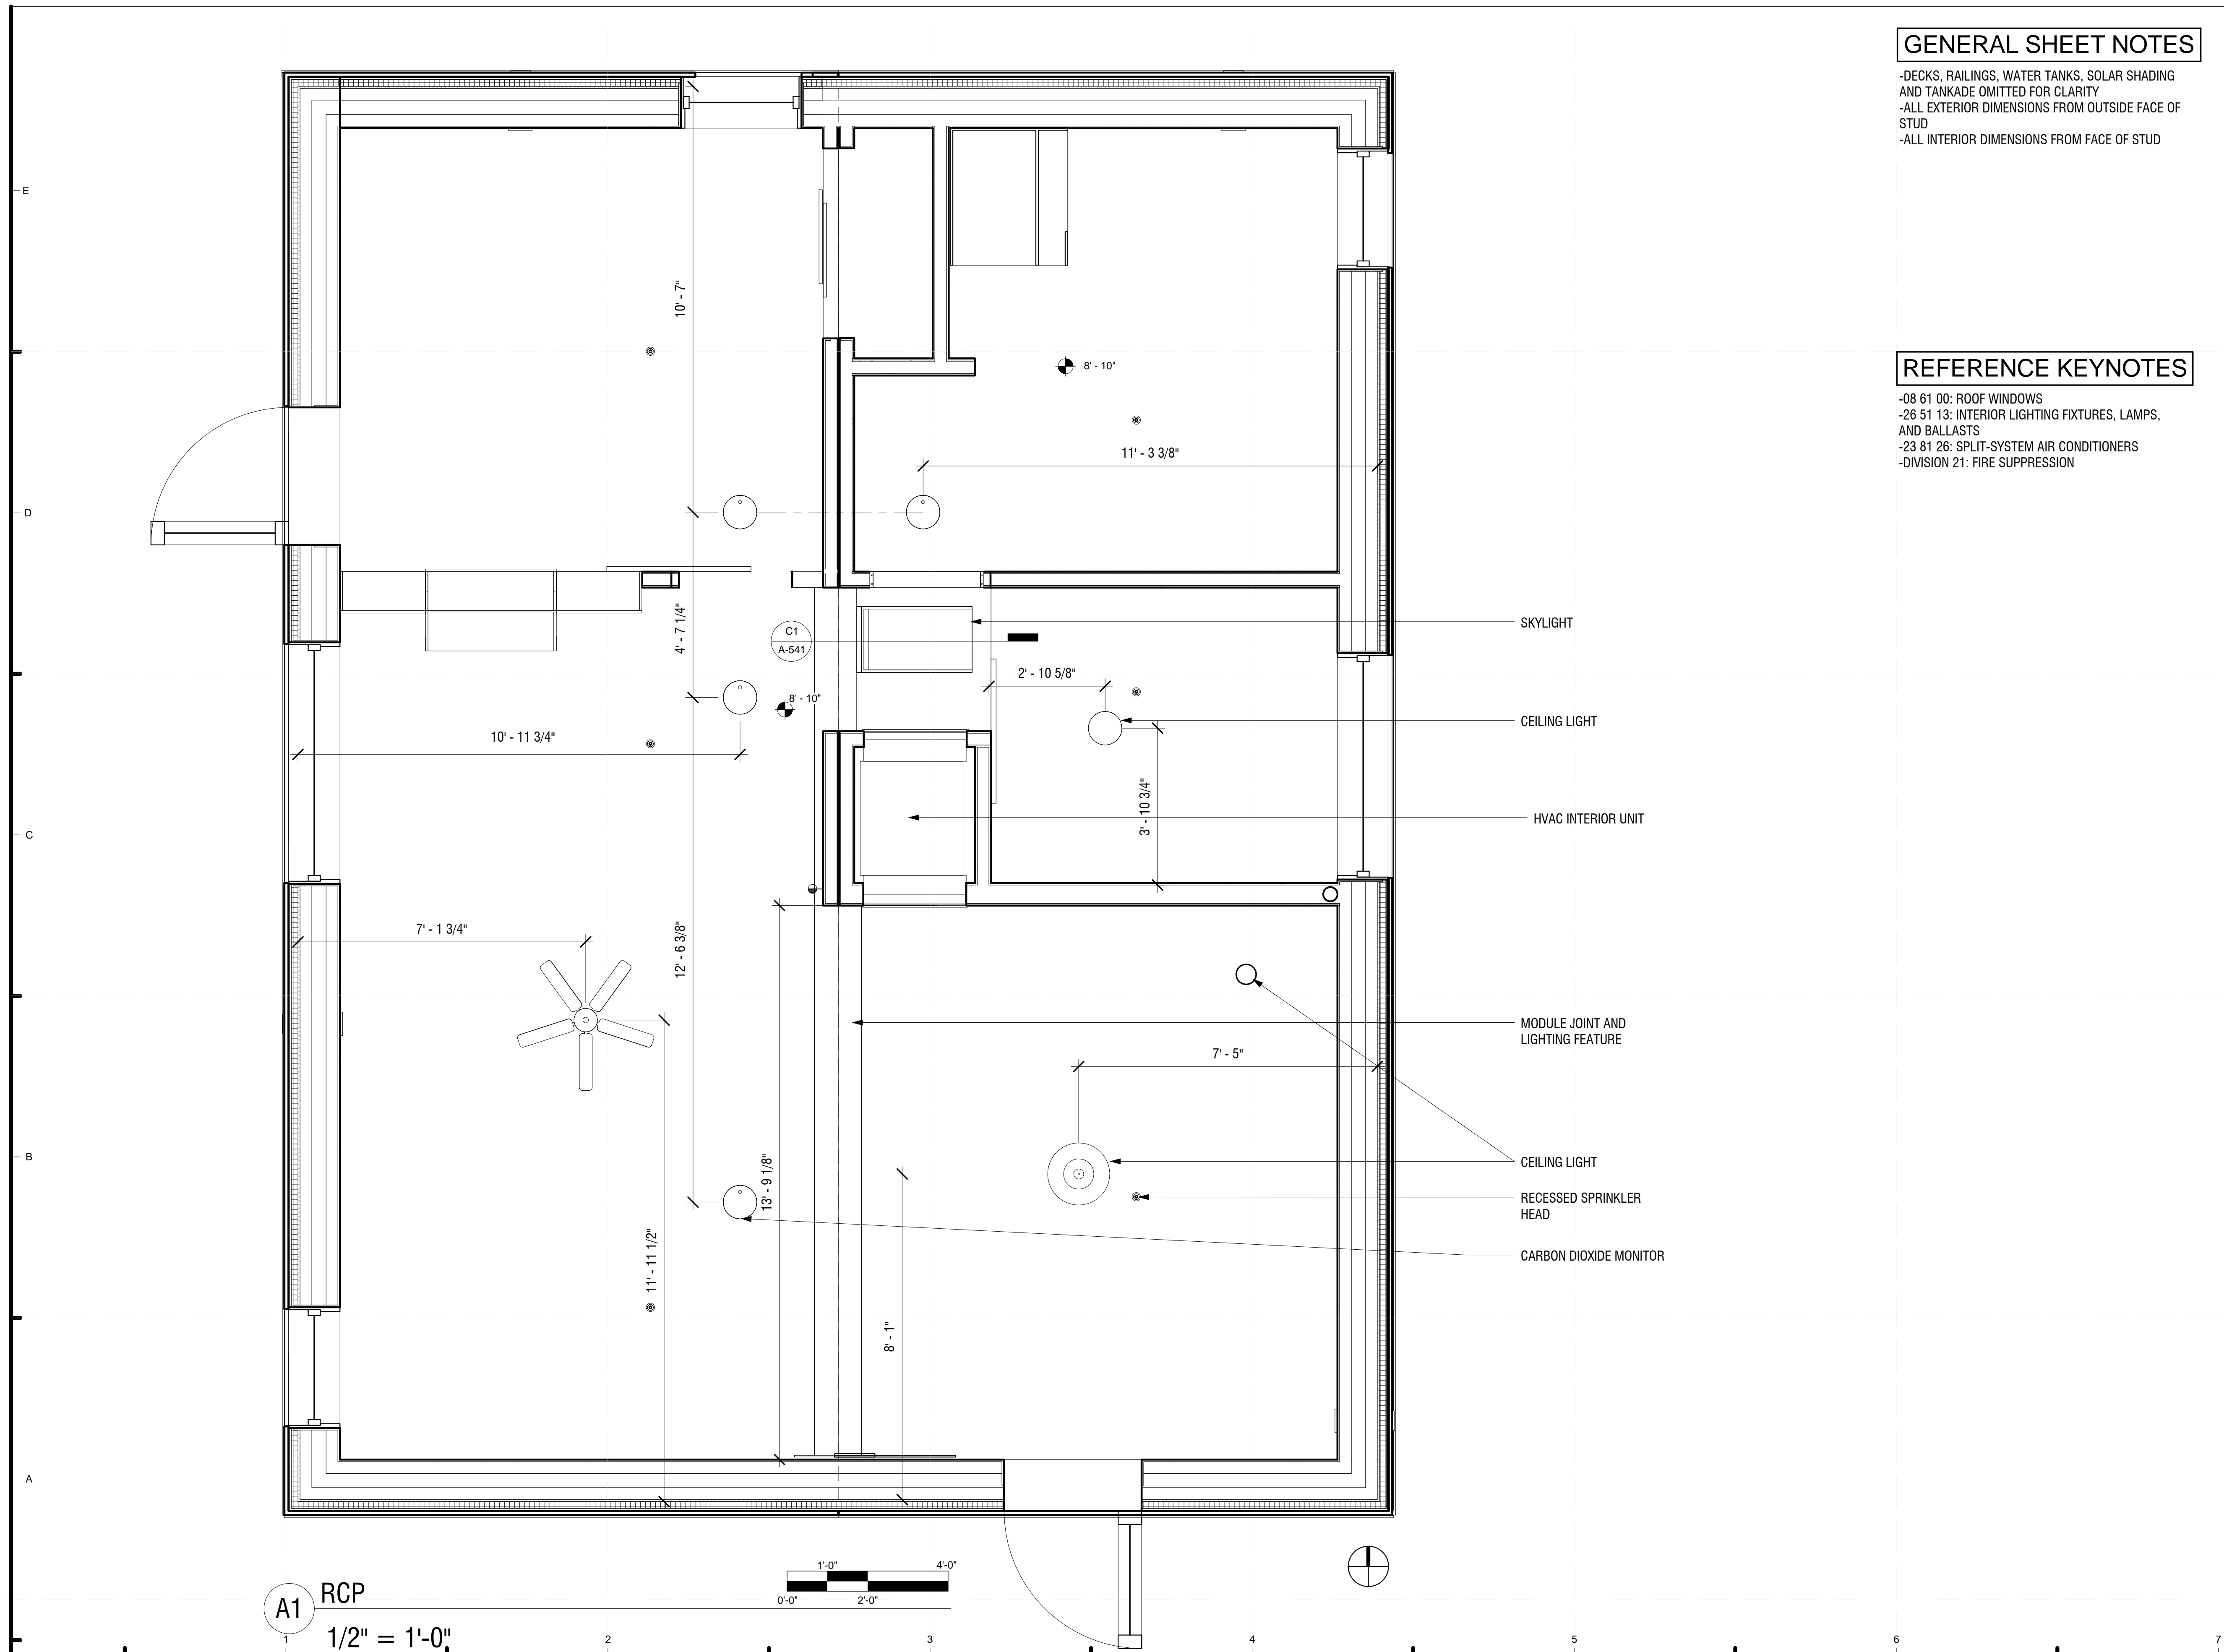 GENERAL SHEET NOTES
-DECKS, RAILINGS, WATER TANKS, SOLAR SHADING
AND TANKADE OMITTED FOR CLARITY
-ALL EXTERIOR DIMENSIONS FROM OUTSIDE FACE OF
STUD
-ALL INTERIOR DIMENSIONS FROM FACE OF STUD
REFERENCE KEYNOTES
-08 61 00: ROOF WINDOWS
-26 51 13: INTERIOR LIGHTING FIXTURES, LAMPS,
AND BALLASTS
-23 81 26: SPLIT-SYSTEM AIR CONDITIONERS
-DIVISION 21: FIRE SUPPRESSION
E
D
C
B
A
10' - 7"
8' - 10"
11' - 3 3/8"
4' - 7 1/4"
C1
A-541
SKYLIGHT
2' - 10 5/8"
8' - 10"
CEILING LIGHT
10' - 11 3/4"
3' - 10 3/4"
HVAC INTERIOR UNIT
7' - 1 3/4"
12' - 6 3/8"
MODULE JOINT AND
LIGHTING FEATURE
7' - 5"
13' - 9 1/8"
CEILING LIGHT
RECESSED SPRINKLER
HEAD
11' - 11 1/2"
CARBON DIOXIDE MONITOR
8' - 1"
1'-0"
4'-0"
0'-0"
2'-0"
A1
RCP
1/2" = 1'-0"
1
2
3
4
5
6
7